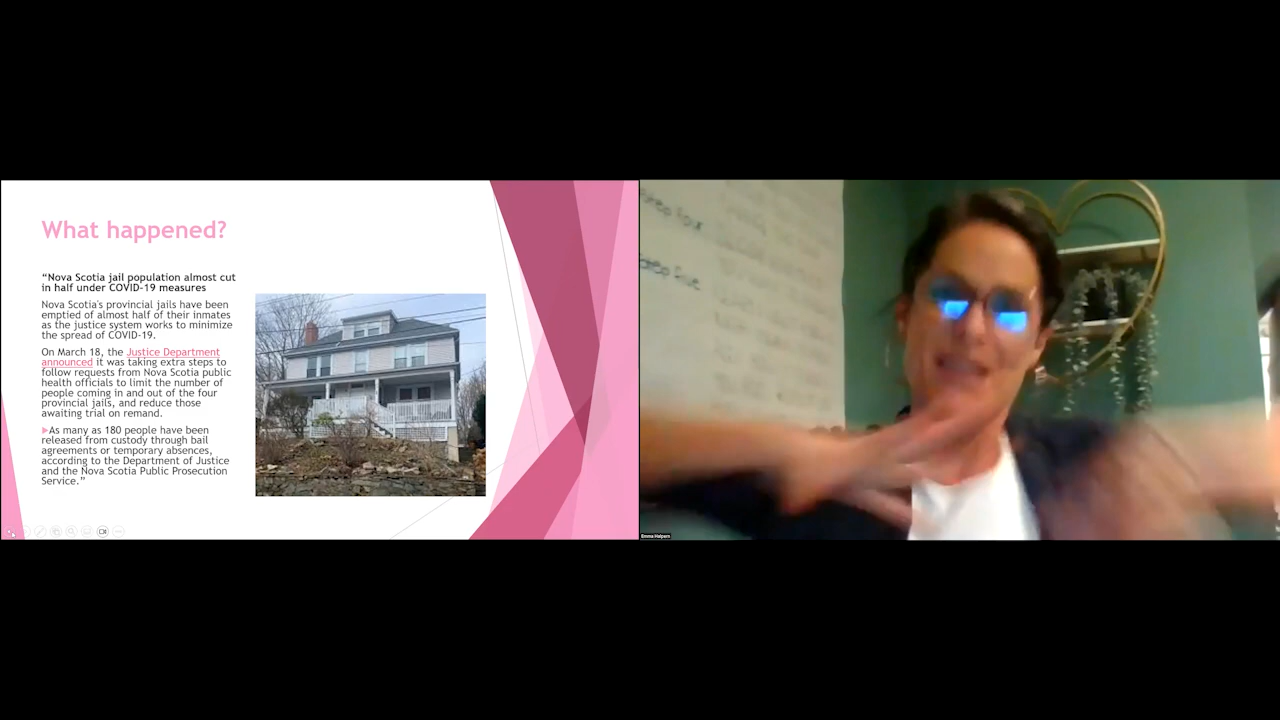 What happened?
“Nova Scotia jail population almost cut
in half under COVID-19 measures
Nova Scotia's provincial jails have been
emptied of almost half of their inmates
as the justice system works to minimize
the spread of COVID-19.
On March 18, the Justice Department
announced it was taking extra steps to
follow requests from Nova Scotia public
health officials to limit the number of
people coming in and out of the four
provincial jails, and reduce those
awaiting trial on remand.
As many as 180 people have been
released from custody through bail
agreements or temporary absences,
according to the Department of Justice
and the Nova Scotia Public Prosecution
Service.”
Emma Halpern